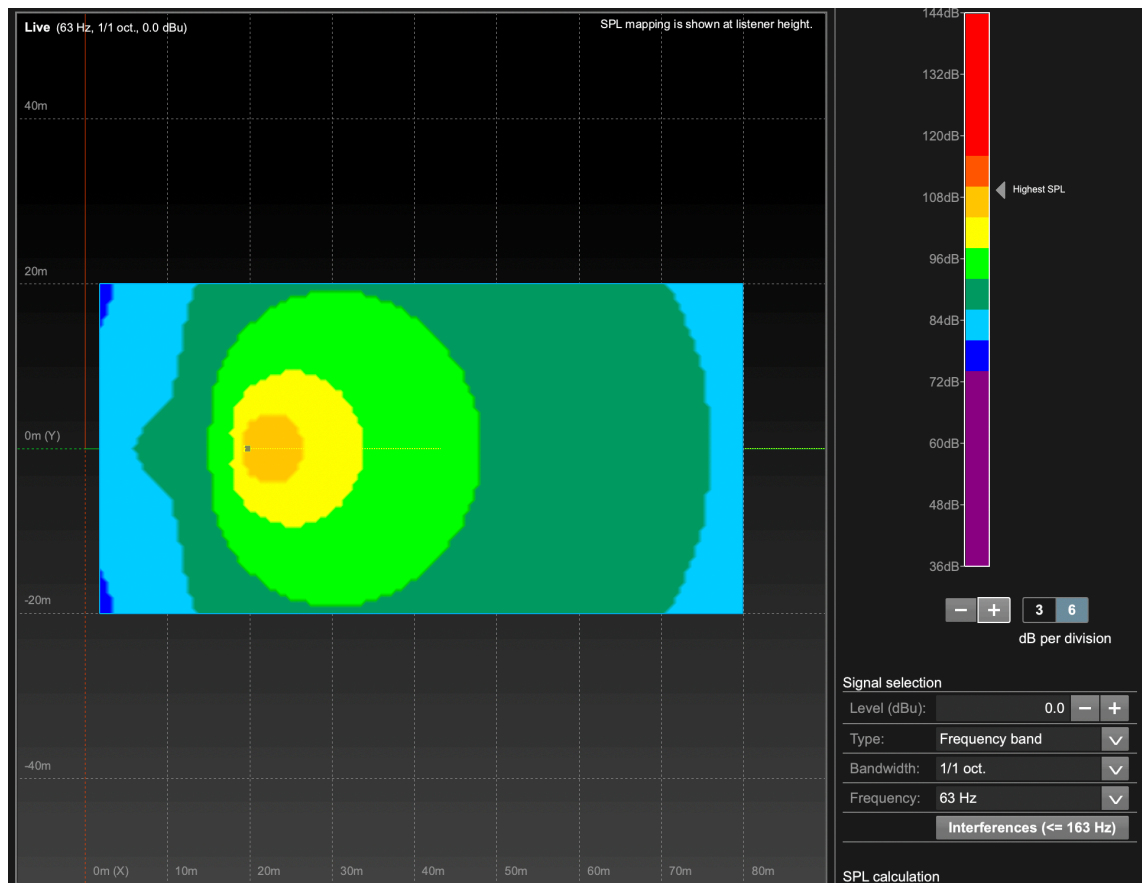 Live (63 Hz, 1/1 oct., 0.0 dBu)
SPL mapping is shown at listener height.
40m
20m
0m (Y)
-20m
-40m
0m (X) 10m 20m 30m 40m 50m 60m 70m 80m
144dB
132dB
120dB
108dB
Highest SPL
96dB
84dB
72dB
60dB
48dB
36dB
− + 3 6
dB per division
Signal selection
Level (dBu): 0.0 − +
Type: Frequency band
Bandwidth: 1/1 oct.
Frequency: 63 Hz
Interferences (<= 163 Hz)
SPL calculation